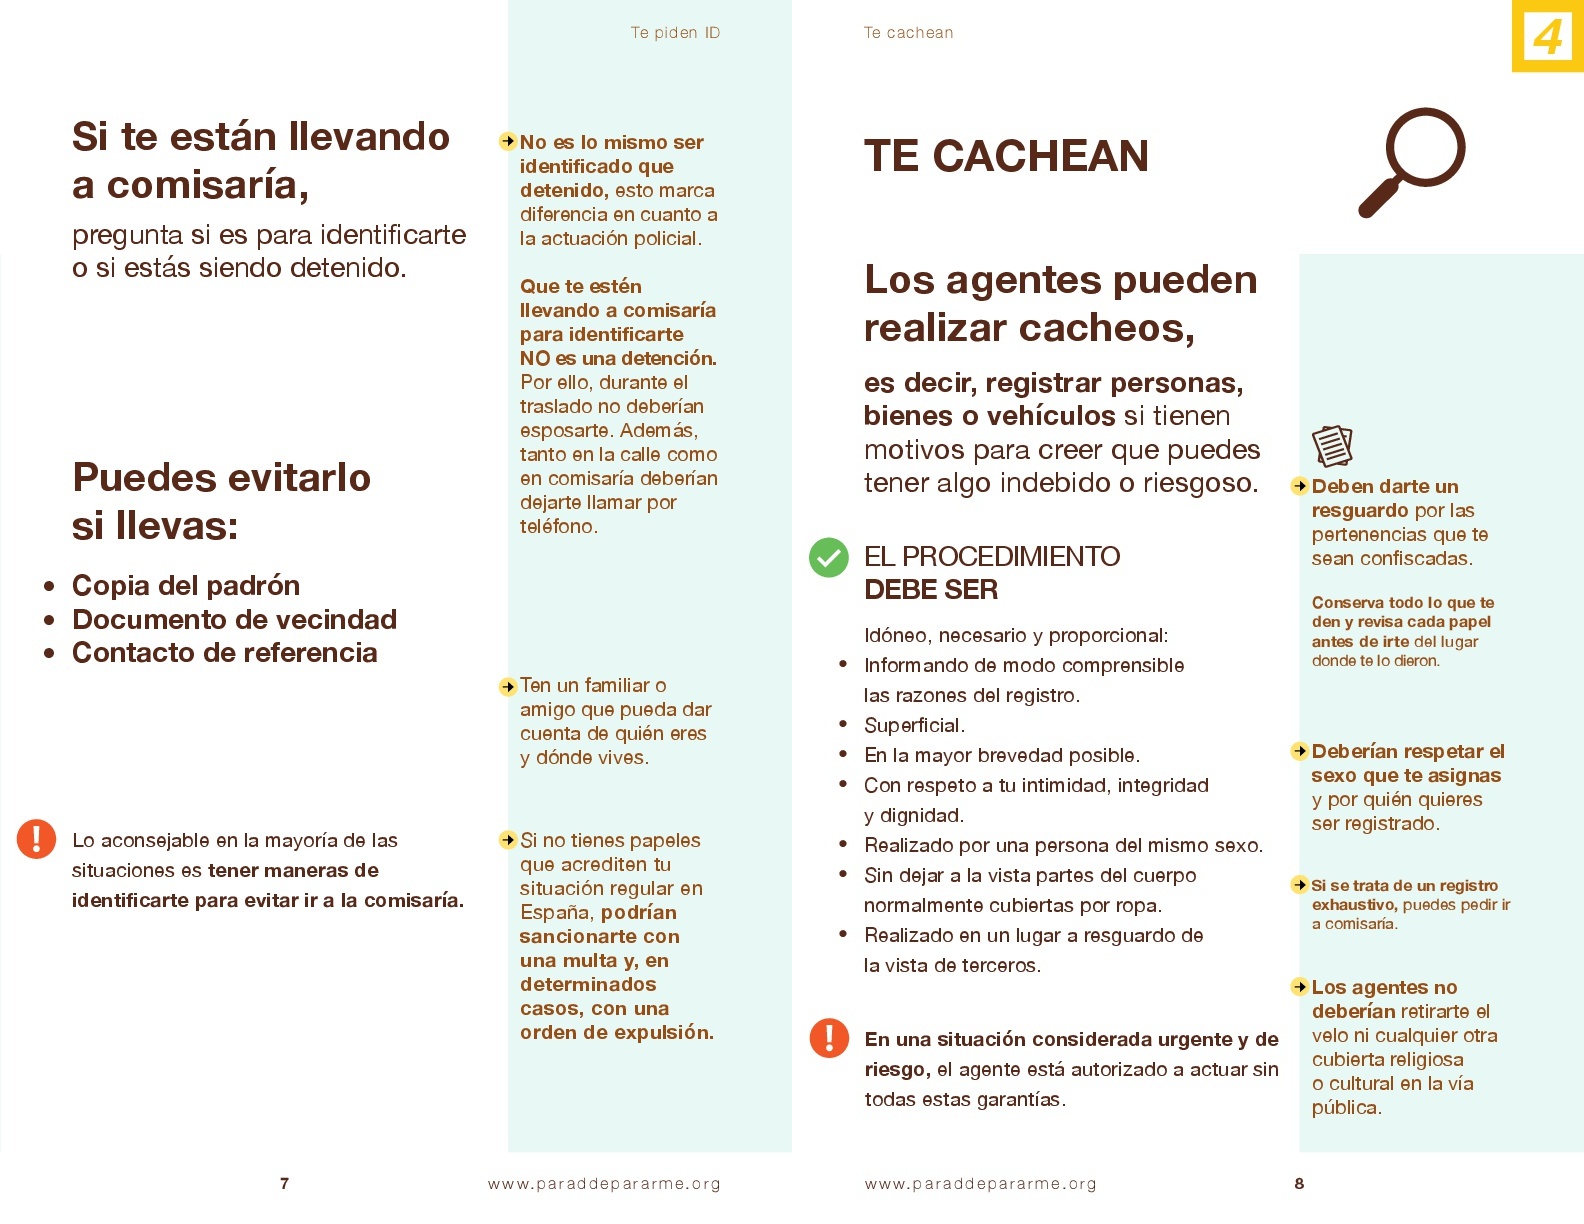 Te piden ID
Si te están llevando
a comisaría,
pregunta si es para identificarte
o si estás siendo detenido.
Puedes evitarlo
si llevas:
• Copia del padrón
• Documento de vecindad
• Contacto de referencia
! Lo aconsejable en la mayoría de las
situaciones es tener maneras de
identificarte para evitar ir a la comisaría.
No es lo mismo ser
identificado que
detenido, esto marca
diferencia en cuanto a
la actuación policial.
Que te estén
llevando a comisaría
para identificarte
NO es una detención.
Por ello, durante el
traslado no deberían
esposarte. Además,
tanto en la calle como
en comisaría deberían
dejarte llamar por
teléfono.
Ten un familiar o
amigo que pueda dar
cuenta de quién eres
y dónde vives.
Si no tienes papeles
que acrediten tu
situación regular en
España, podrían
sancionarte con
una multa y, en
determinados
casos, con una
orden de expulsión.
7
www.paraddepararme.org
Te cachean
4
TE CACHEAN
Los agentes pueden
realizar cacheos,
es decir, registrar personas,
bienes o vehículos si tienen
motivos para creer que puedes
tener algo indebido o riesgoso.
EL PROCEDIMIENTO
DEBE SER
Idóneo, necesario y proporcional:
• Informando de modo comprensible
las razones del registro.
• Superficial.
• En la mayor brevedad posible.
• Con respeto a tu intimidad, integridad
y dignidad.
• Realizado por una persona del mismo sexo.
• Sin dejar a la vista partes del cuerpo
normalmente cubiertas por ropa.
• Realizado en un lugar a resguardo de
la vista de terceros.
! En una situación considerada urgente y de
riesgo, el agente está autorizado a actuar sin
todas estas garantías.
Deben darte un
resguardo por las
pertenencias que te
sean confiscadas.
Conserva todo lo que te
den y revisa cada papel
antes de irte del lugar
donde te lo dieron.
Deberían respetar el
sexo que te asignas
y por quién quieres
ser registrado.
Si se trata de un registro
exhaustivo, puedes pedir ir
a comisaría.
Los agentes no
deberían retirarte el
velo ni cualquier otra
cubierta religiosa
o cultural en la vía
pública.
www.paraddepararme.org
8